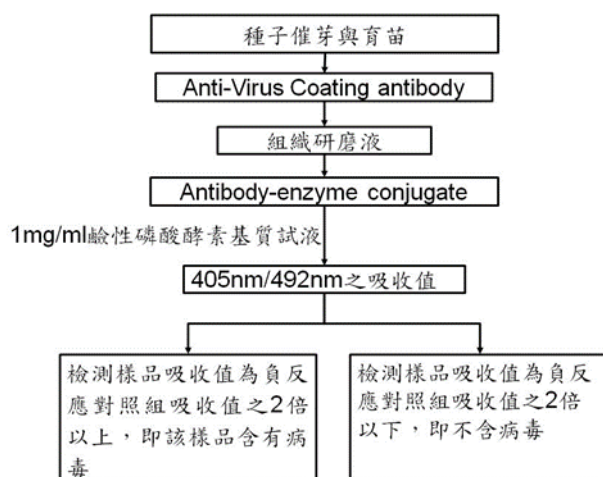 種子催芽與育苗
Anti-Virus Coating antibody
組織研磨液
Antibody-enzyme conjugate
1mg/ml鹼性磷酸酵素基質試液
405nm/492nm之吸收值
檢測樣品吸收值為負反
應對照組吸收值之2倍
以上，即該樣品含有病
毒
檢測樣品吸收值為負反
應對照組吸收值之2倍
以下，即不含病毒